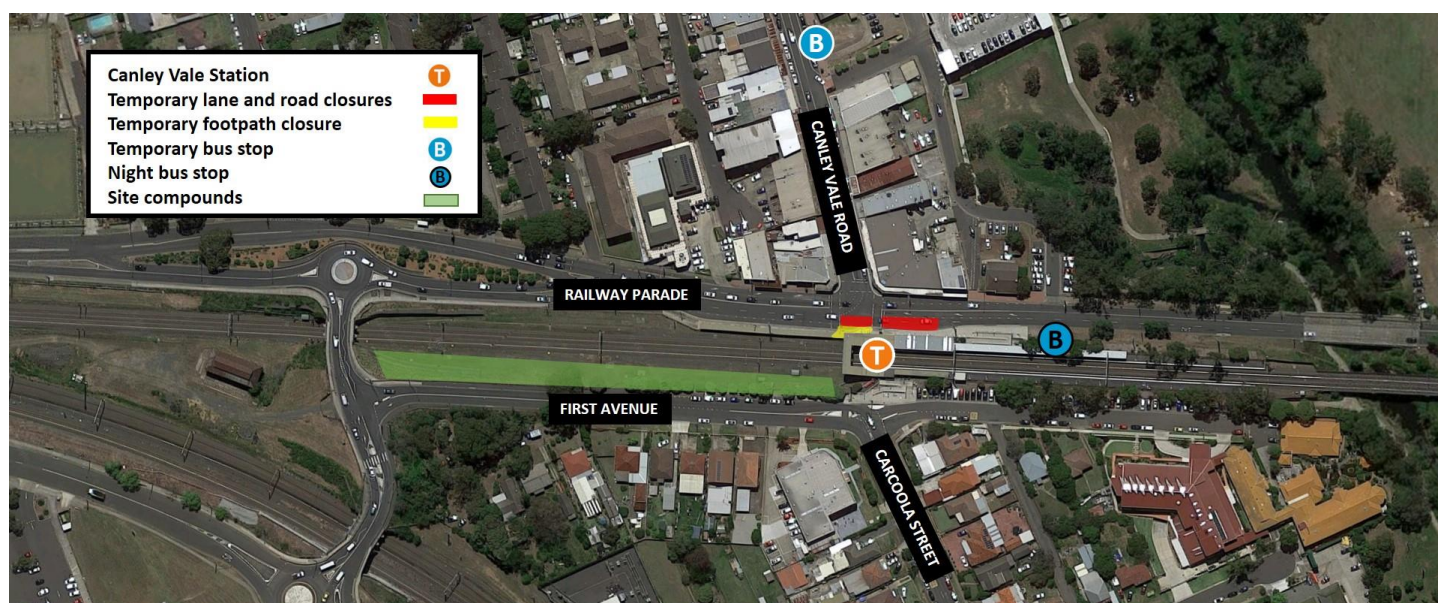 Canley Vale Station T
Temporary lane and road closures
Temporary footpath closure
Temporary bus stop B
Night bus stop B
Site compounds
B
CANLEY VALE ROAD
RAILWAY PARADE
B
T
FIRST AVENUE
CARCOOLA STREET